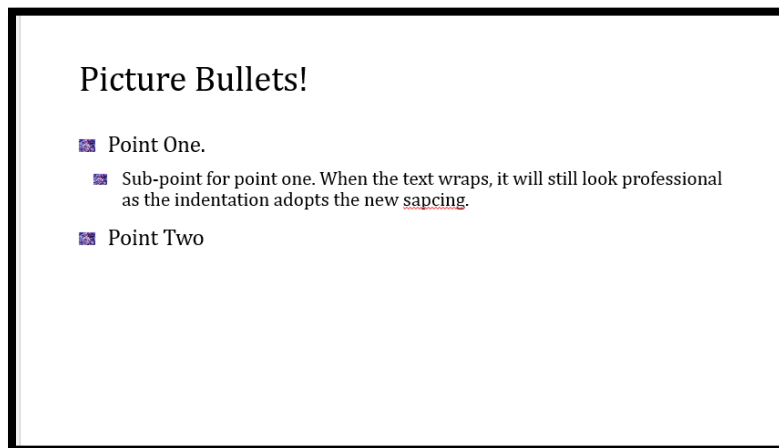 Picture Bullets!
Point One.
Sub-point for point one. When the text wraps, it will still look professional
as the indentation adopts the new sapcing.
Point Two